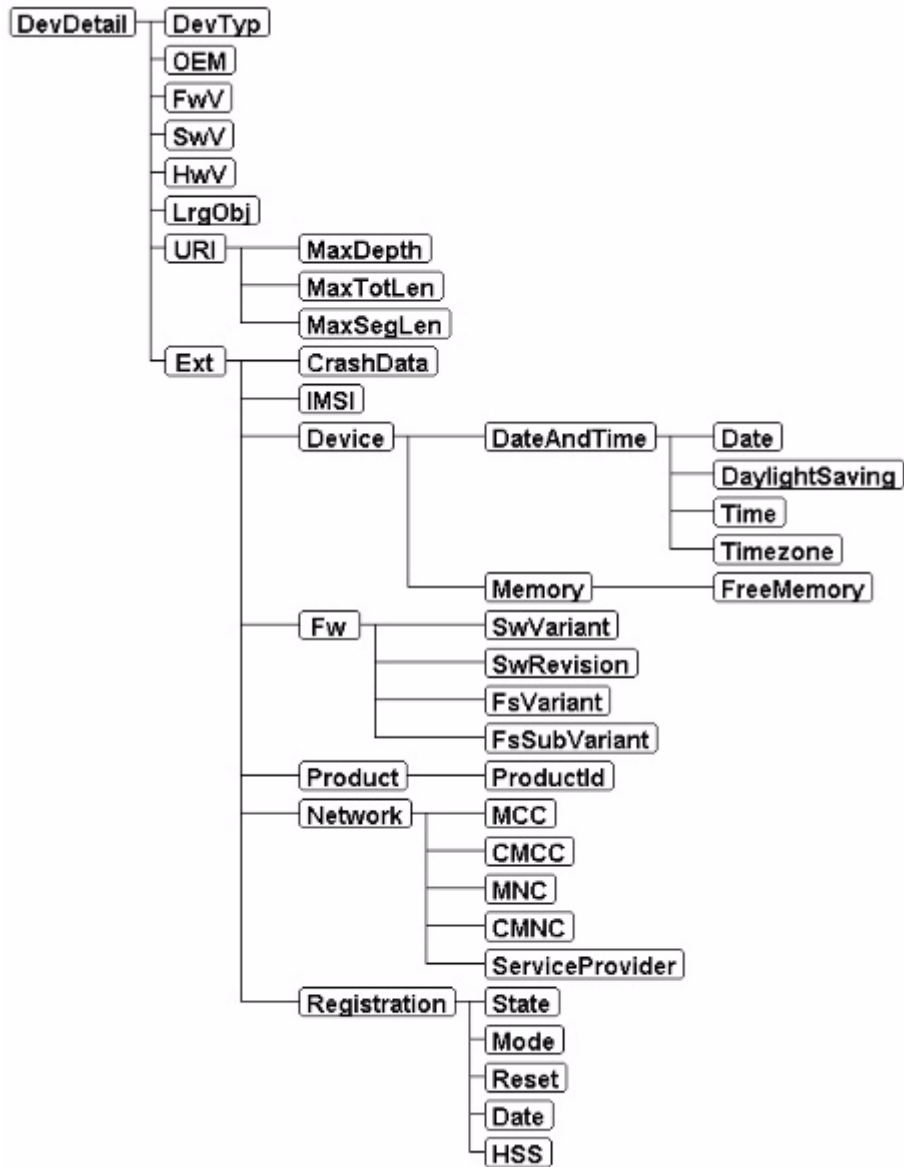 DevDetail DevTyp
OEM
FwV
SwV
HwV
LrgObj
URI MaxDepth
MaxTotLen
MaxSegLen
Ext CrashData
IMSI
Device DateAndTime Date
DaylightSaving
Time
Timezone
Memory FreeMemory
Fw SwVariant
SwRevision
FsVariant
FsSubVariant
Product ProductId
Network MCC
CMCC
MNC
CMNC
ServiceProvider
Registration State
Mode
Reset
Date
HSS